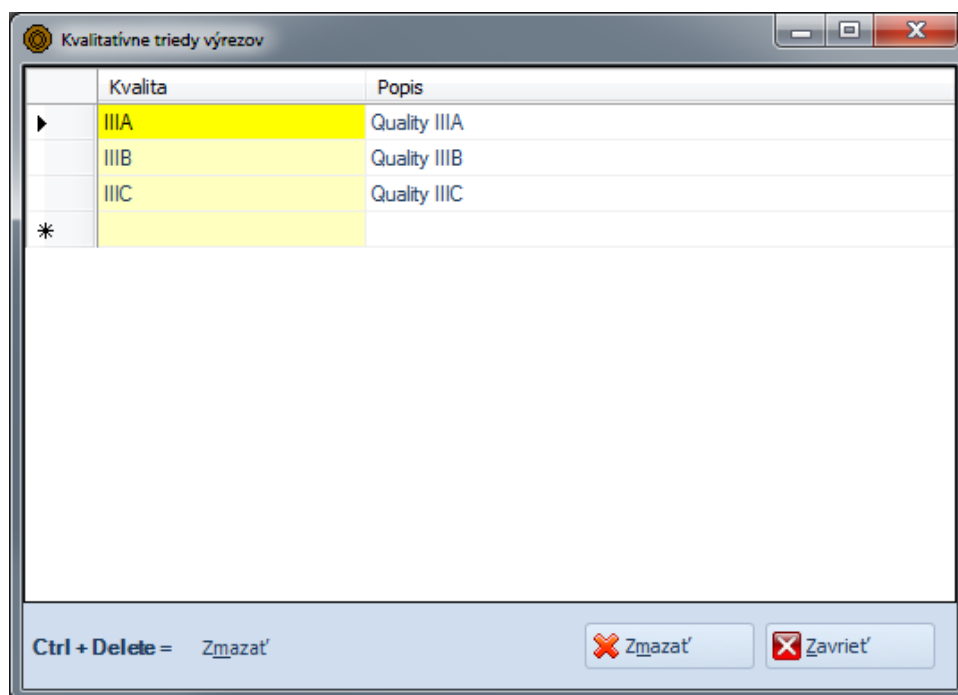 Kvalitatívne triedy výrezov
Kvalita Popis
IIIA Quality IIIA
IIIB Quality IIIB
IIIC Quality IIIC
Ctrl + Delete = Zmazať Zmazať Zavrieť